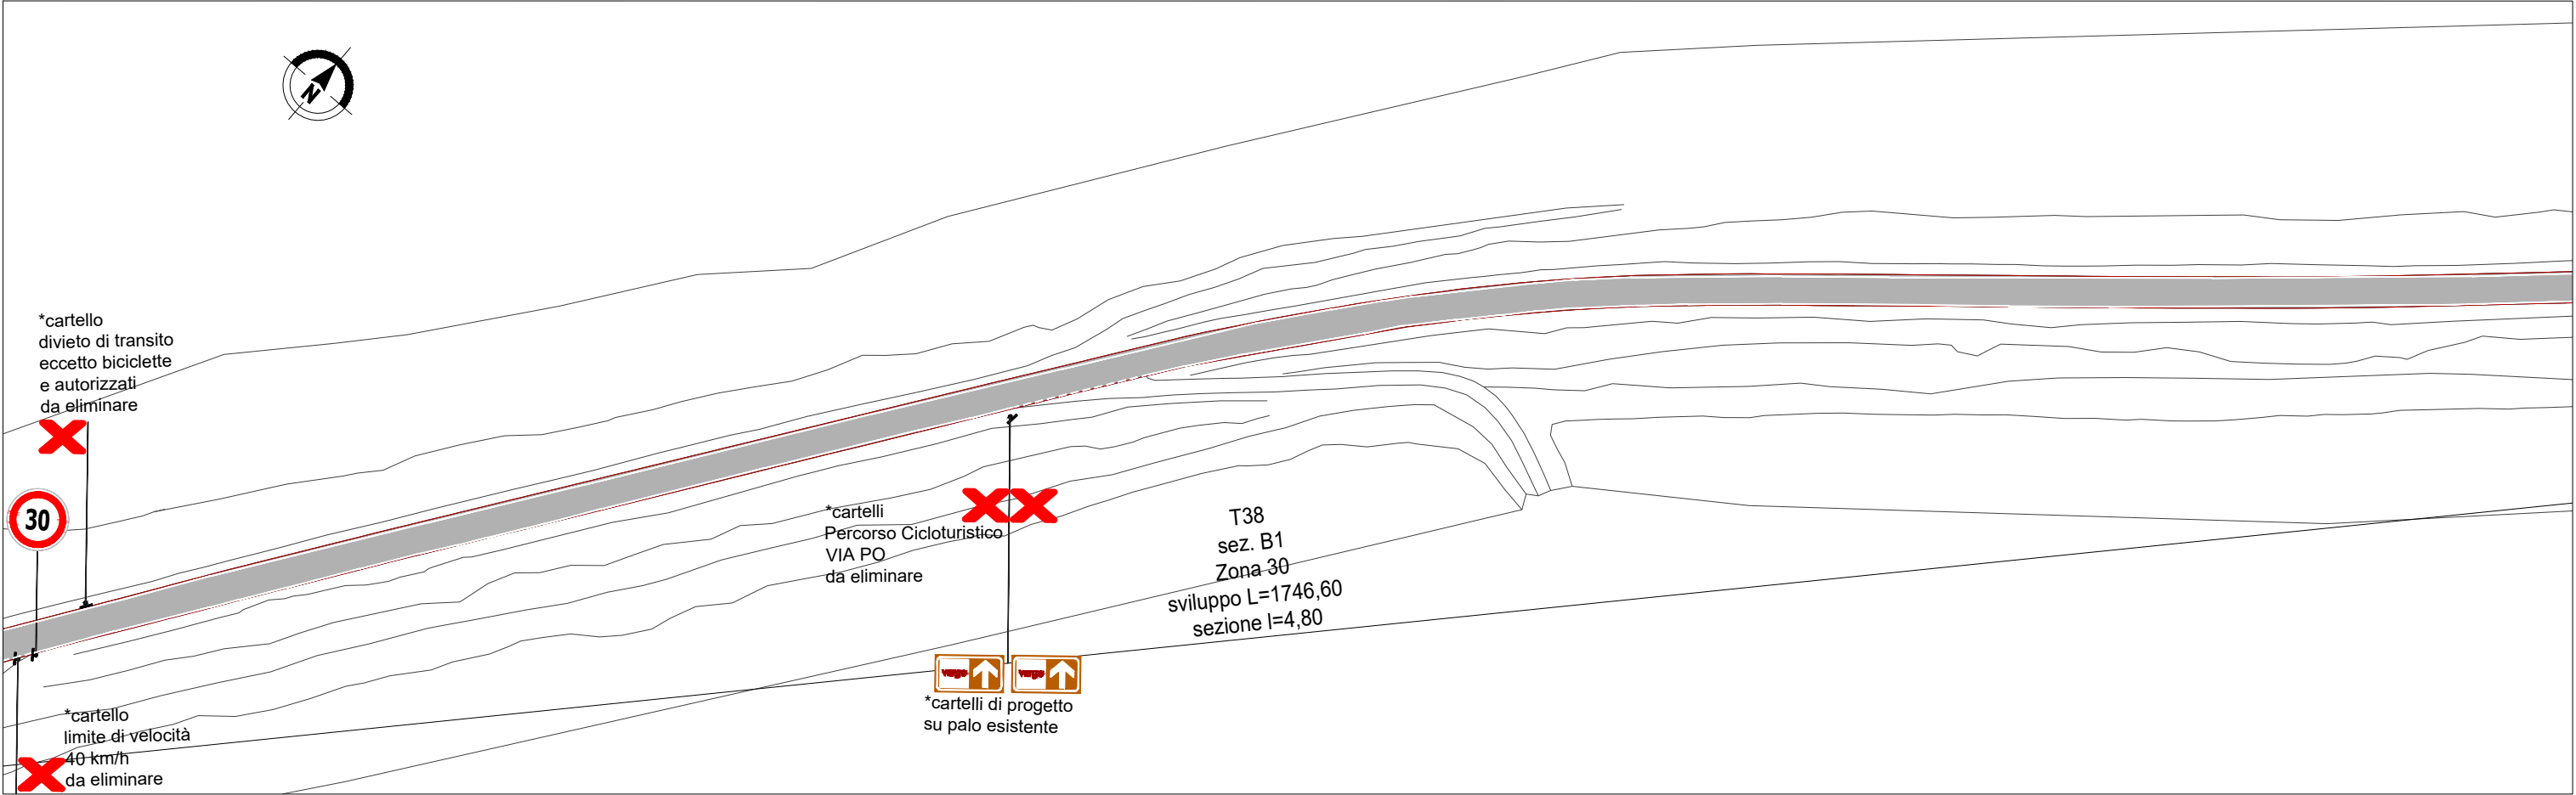 N
*cartello
divieto di transito
eccetto biciclette
e autorizzati
da eliminare
30
*cartelli
Percorso Cicloturistico
VIA PO
da eliminare
T38
sez. B1
Zona 30
sviluppo L=1746,60
sezione l=4,80
*cartelli di progetto
su palo esistente
*cartello
limite di velocità
40 km/h
da eliminare